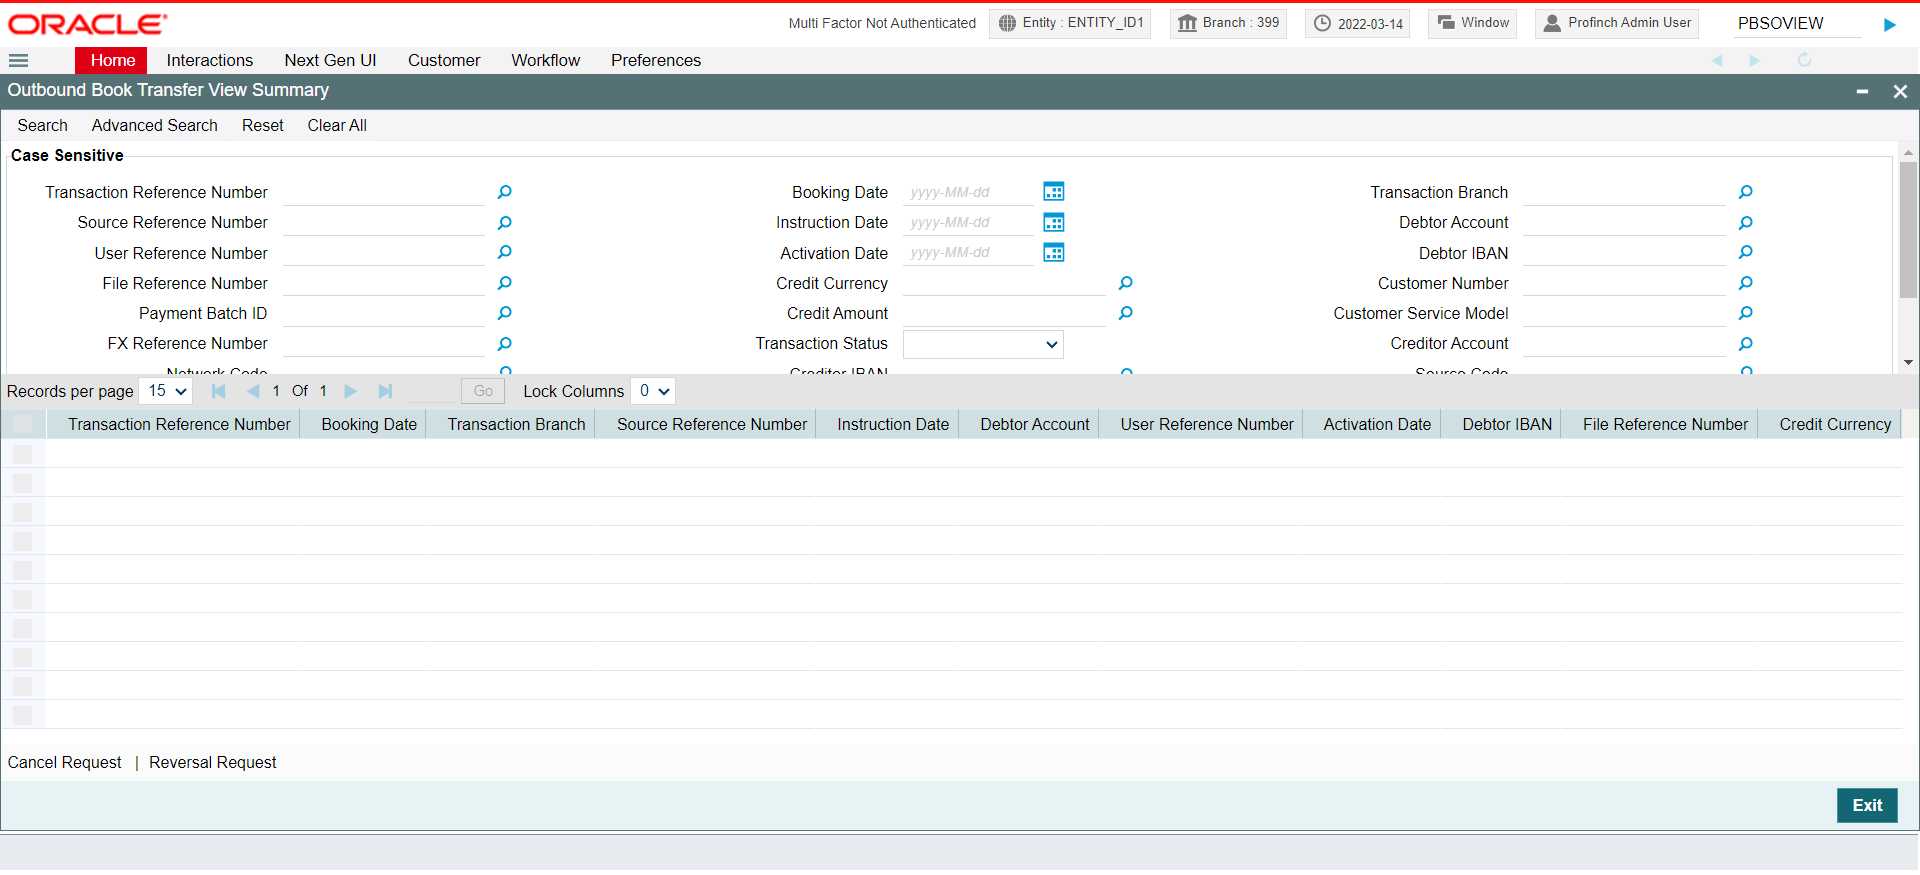 ORACLE
Multi Factor Not Authenticated
Entity : ENTITY_ID1
Branch : 399
2022-03-14
Window
Profinch Admin User
PBSOVIEW
Home Interactions Next Gen UI Customer Workflow Preferences
Outbound Book Transfer View Summary
Search Advanced Search Reset Clear All
Case Sensitive
Transaction Reference Number
Booking Date yyyy-MM-dd
Transaction Branch
Source Reference Number
Instruction Date yyyy-MM-dd
Debtor Account
User Reference Number
Activation Date yyyy-MM-dd
Debtor IBAN
File Reference Number
Credit Currency
Customer Number
Payment Batch ID
Credit Amount
Customer Service Model
FX Reference Number
Transaction Status
Creditor Account
Network Code
Creditor IBAN
Source Code
Records per page 15 1 Of 1 Go Lock Columns 0
Transaction Reference Number Booking Date Transaction Branch Source Reference Number Instruction Date Debtor Account User Reference Number Activation Date Debtor IBAN File Reference Number Credit Currency
Cancel Request | Reversal Request
Exit